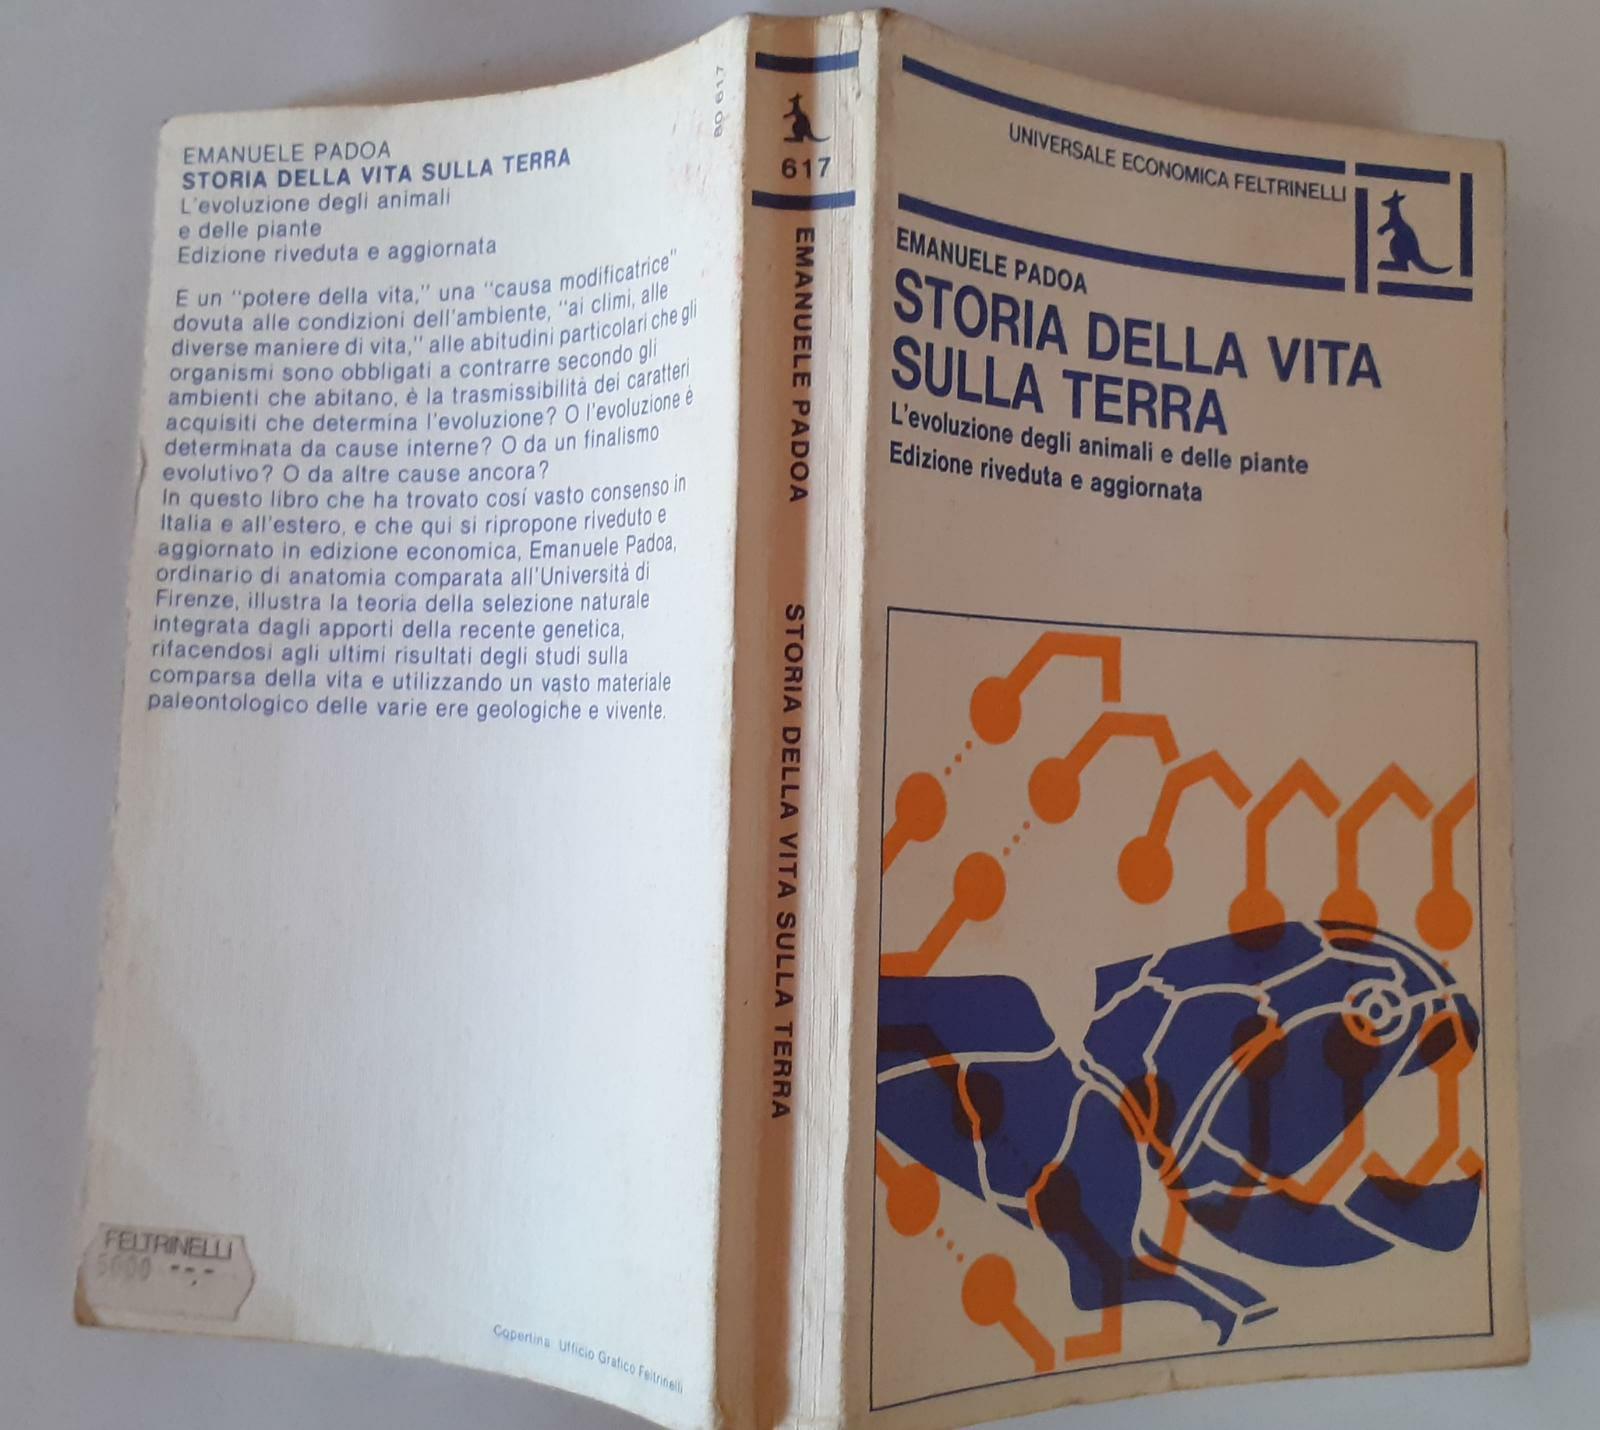 EMANUELE PADOA
STORIA DELLA VITA SULLA TERRA
L'evoluzione degli animali
e delle piante
Edizione riveduta e aggiornata
E un "potere della vita," una "causa modificatrice"
dovuta alle condizioni dell'ambiente, "ai climi, alle
diverse maniere di vita," alle abitudini particolari che gli
organismi sono obbligati a contrarre secondo gli
ambienti che abitano, è la trasmissibilità dei caratteri
acquisiti che determina l'evoluzione? O l'evoluzione è
determinata da cause interne? O da un finalismo
evolutivo? O da altre cause ancora?
In questo libro che ha trovato cosí vasto consenso in
Italia e all'estero, e che qui si ripropone riveduto e
aggiornato in edizione economica, Emanuele Padoa,
ordinario di anatomia comparata all'Università di
Firenze, illustra la teoria della selezione naturale
integrata dagli apporti della recente genetica,
rifacendosi agli ultimi risultati degli studi sulla
comparsa della vita e utilizzando un vasto materiale
paleontologico delle varie ere geologiche e vivente.
FELTRINELLI
Copertina: Ufficio Grafico Feltrinelli
80 617
617
EMANUELE PADOA
STORIA DELLA VITA SULLA TERRA
UNIVERSALE ECONOMICA FELTRINELLI
EMANUELE PADOA
STORIA DELLA VITA
SULLA TERRA
L'evoluzione degli animali e delle piante
Edizione riveduta e aggiornata